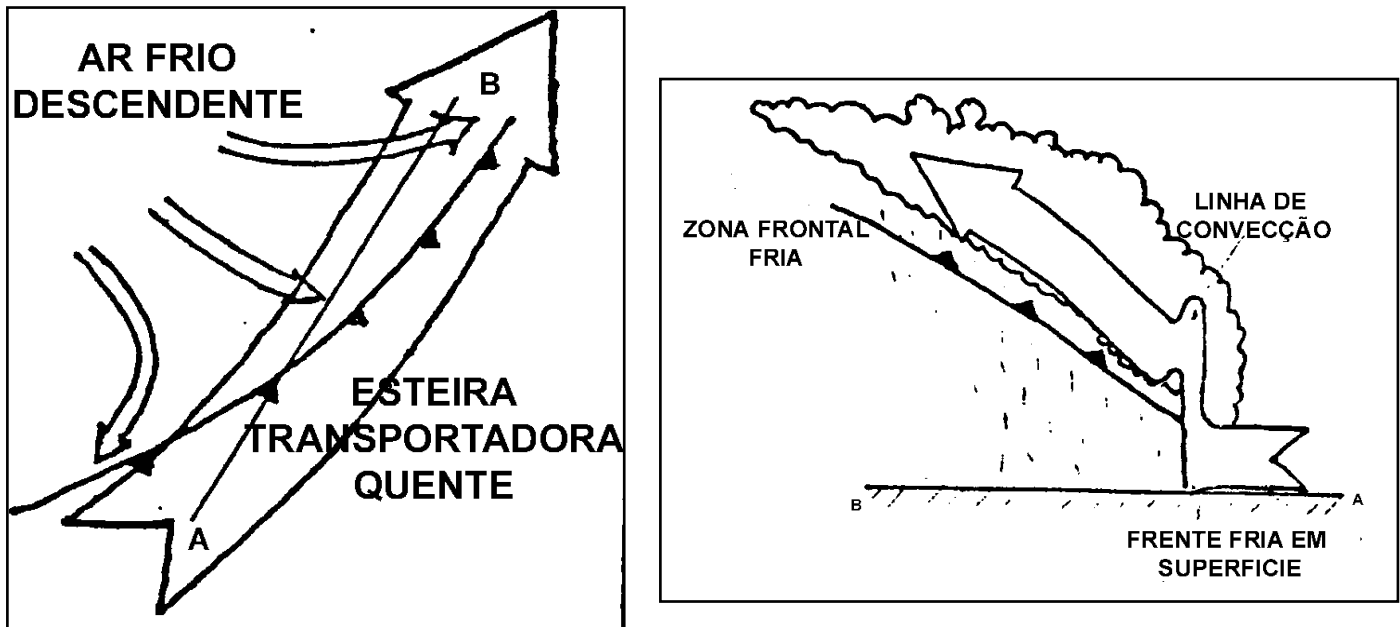 AR FRIO
DESCENDENTE
B
ESTEIRA
TRANSPORTADORA
QUENTE
A
LINHA DE
CONVECÇÃO
ZONA FRONTAL
FRIA
B
A
FRENTE FRIA EM
SUPERFICIE